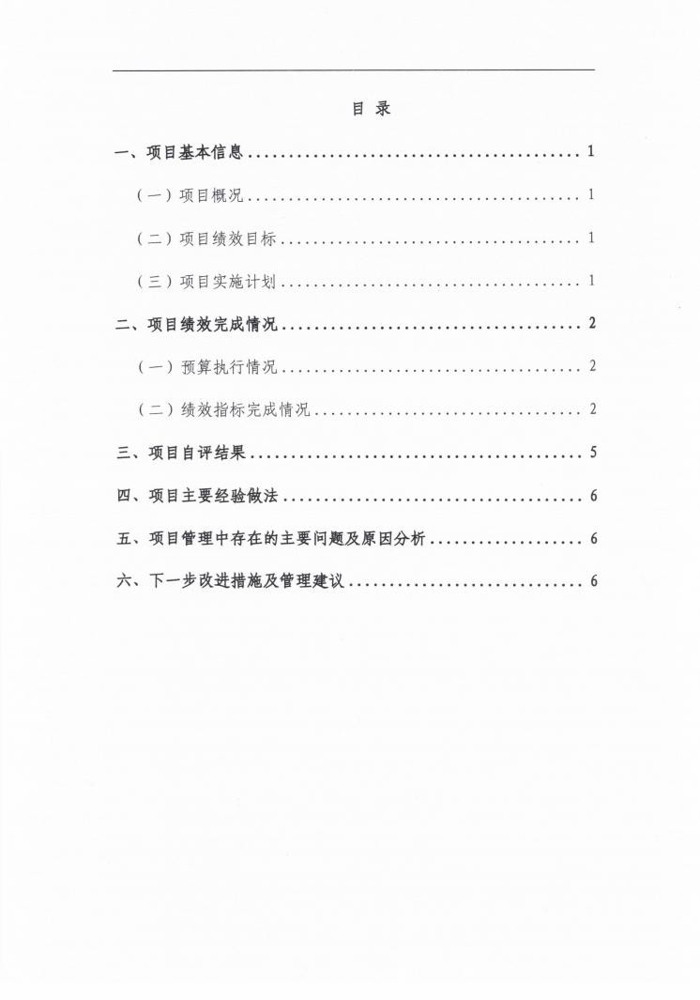 目 录
一、项目基本信息........................................ 1
（一）项目概况........................................ 1
（二）项目绩效目标.................................... 1
（三）项目实施计划.................................... 1
二、项目绩效完成情况.................................... 2
（一）预算执行情况.................................... 2
（二）绩效指标完成情况................................ 2
三、项目自评结果........................................ 5
四、项目主要经验做法.................................... 6
五、项目管理中存在的主要问题及原因分析................... 6
六、下一步改进措施及管理建议............................. 6